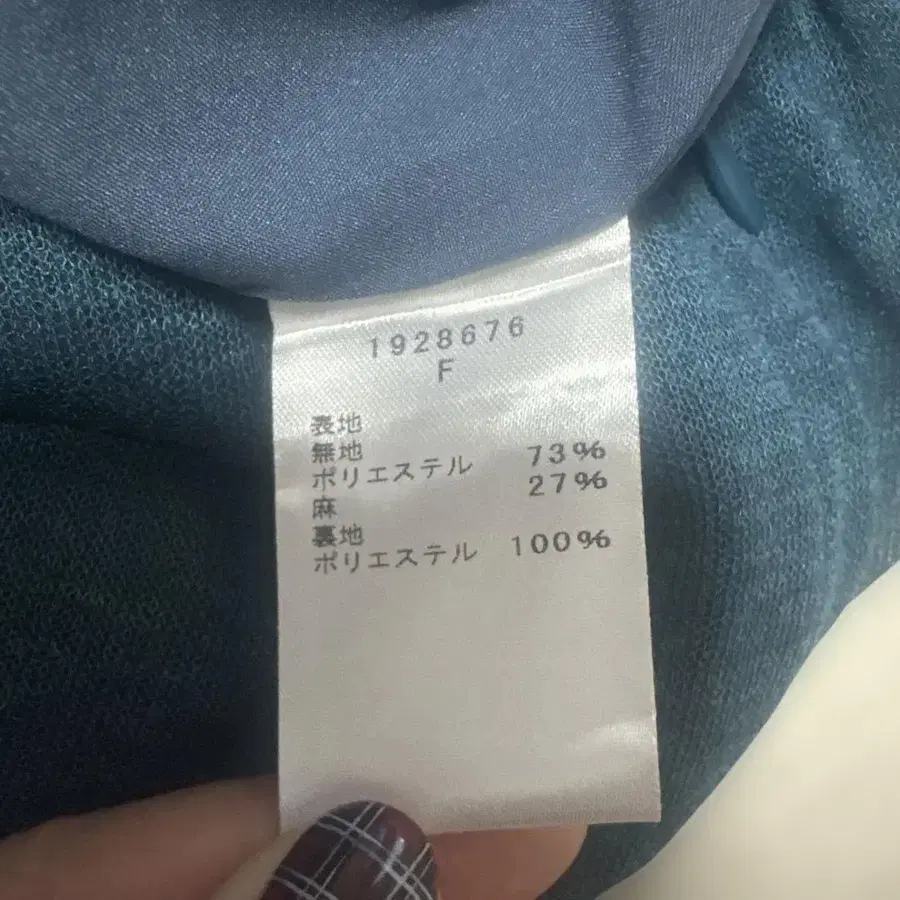 1928676
F
表地
無地
ポリエステル 73%
麻 27%
裏地
ポリエステル 100%